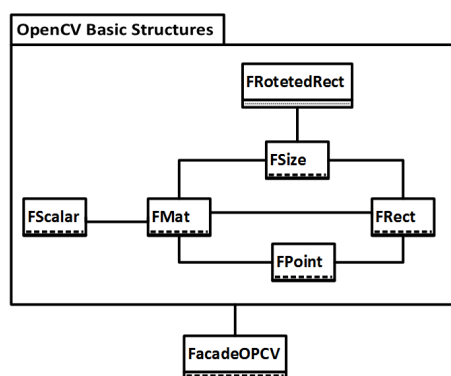 OpenCV Basic Structures
FRotetedRect
FSize
FScalar
FMat
FRect
FPoint
FacadeOPCV